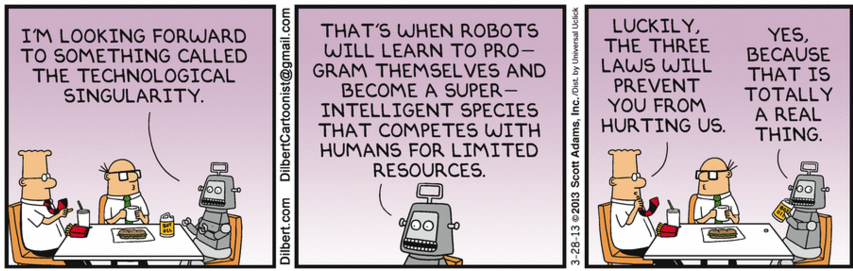 I'M LOOKING FORWARD
TO SOMETHING CALLED
THE TECHNOLOGICAL
SINGULARITY.
DilbertCartoonist@gmail.com
Dilbert.com
THAT'S WHEN ROBOTS
WILL LEARN TO PRO-
GRAM THEMSELVES AND
BECOME A SUPER-
INTELLIGENT SPECIES
THAT COMPETES WITH
HUMANS FOR LIMITED
RESOURCES.
3-28-13 © 2013 Scott Adams, Inc. /Dist. by Universal Uclick
LUCKILY,
THE THREE
LAWS WILL
PREVENT
YOU FROM
HURTING US.
YES,
BECAUSE
THAT IS
TOTALLY
A REAL
THING.